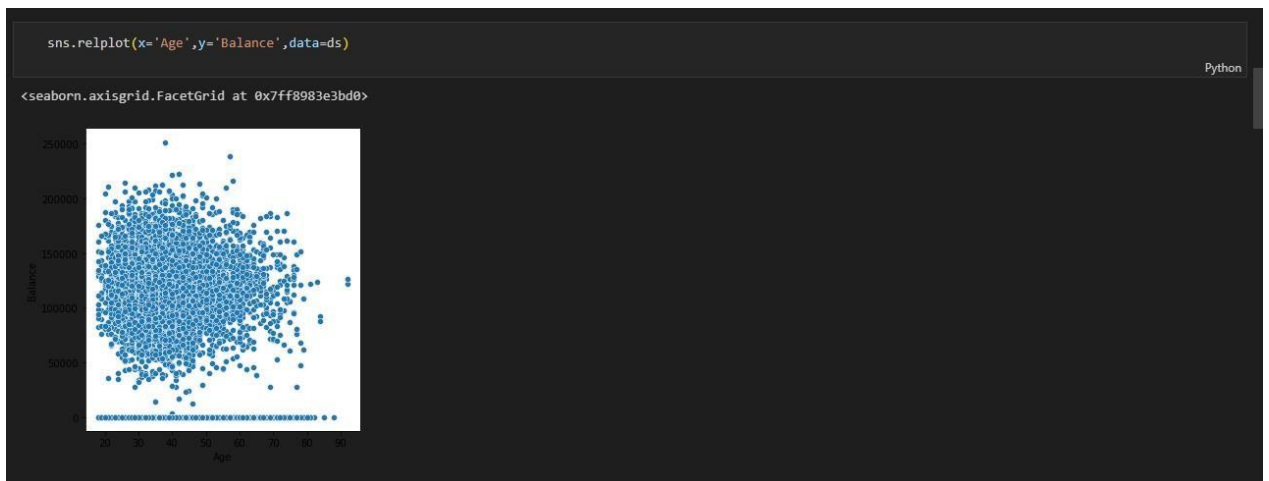 sns.relplot(x='Age',y='Balance',data=ds)
Python
<seaborn.axisgrid.FacetGrid at 0x7ff8983e3bd0>
250000
200000
150000
100000
50000
0
Balance
20 30 40 50 60 70 80 90
Age